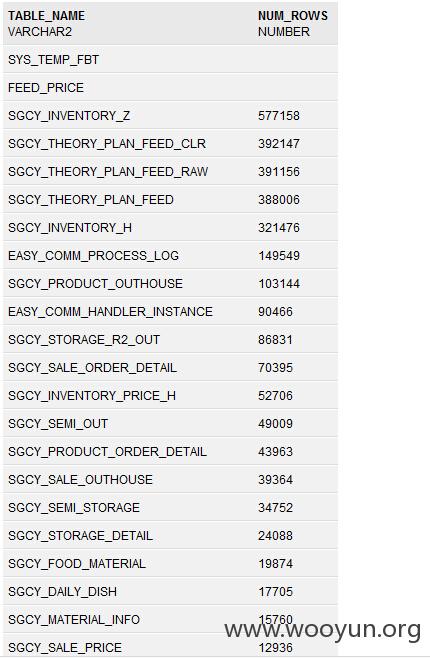 TABLE_NAME NUM_ROWS
VARCHAR2 NUMBER
SYS_TEMP_FBT
FEED_PRICE
SGCY_INVENTORY_Z 577158
SGCY_THEORY_PLAN_FEED_CLR 392147
SGCY_THEORY_PLAN_FEED_RAW 391156
SGCY_THEORY_PLAN_FEED 388006
SGCY_INVENTORY_H 321476
EASY_COMM_PROCESS_LOG 149549
SGCY_PRODUCT_OUTHOUSE 103144
EASY_COMM_HANDLER_INSTANCE 90466
SGCY_STORAGE_R2_OUT 86831
SGCY_SALE_ORDER_DETAIL 70395
SGCY_INVENTORY_PRICE_H 52706
SGCY_SEMI_OUT 49009
SGCY_PRODUCT_ORDER_DETAIL 43963
SGCY_SALE_OUTHOUSE 39364
SGCY_SEMI_STORAGE 34752
SGCY_STORAGE_DETAIL 24088
SGCY_FOOD_MATERIAL 19874
SGCY_DAILY_DISH 17705
SGCY_MATERIAL_INFO 15760
www.wooyun.org
SGCY_SALE_PRICE 12936